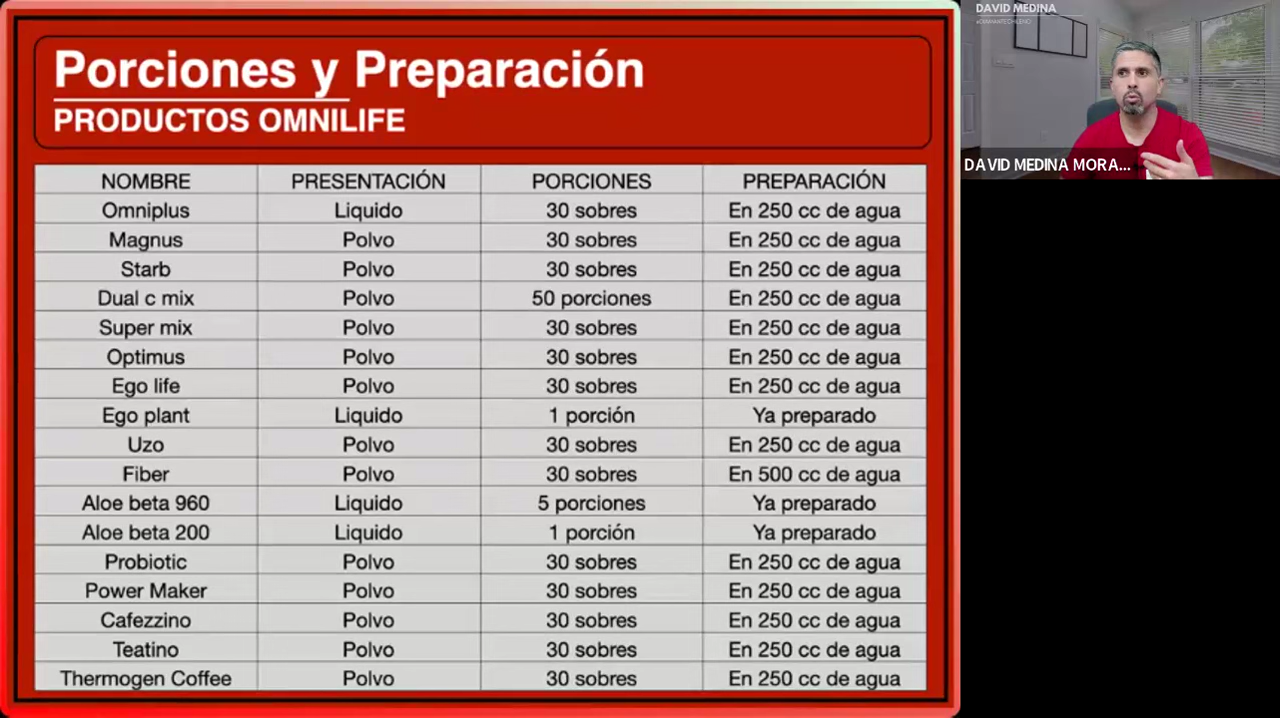 Porciones y Preparación
PRODUCTOS OMNILIFE
NOMBRE PRESENTACIÓN PORCIONES PREPARACIÓN
Omniplus Liquido 30 sobres En 250 cc de agua
Magnus Polvo 30 sobres En 250 cc de agua
Starb Polvo 30 sobres En 250 cc de agua
Dual c mix Polvo 50 porciones En 250 cc de agua
Super mix Polvo 30 sobres En 250 cc de agua
Optimus Polvo 30 sobres En 250 cc de agua
Ego life Polvo 30 sobres En 250 cc de agua
Ego plant Liquido 1 porción Ya preparado
Uzo Polvo 30 sobres En 250 cc de agua
Fiber Polvo 30 sobres En 500 cc de agua
Aloe beta 960 Liquido 5 porciones Ya preparado
Aloe beta 200 Liquido 1 porción Ya preparado
Probiotic Polvo 30 sobres En 250 cc de agua
Power Maker Polvo 30 sobres En 250 cc de agua
Cafezzino Polvo 30 sobres En 250 cc de agua
Teatino Polvo 30 sobres En 250 cc de agua
Thermogen Coffee Polvo 30 sobres En 250 cc de agua
DAVID MEDINA
DAVID MEDINA MORA...